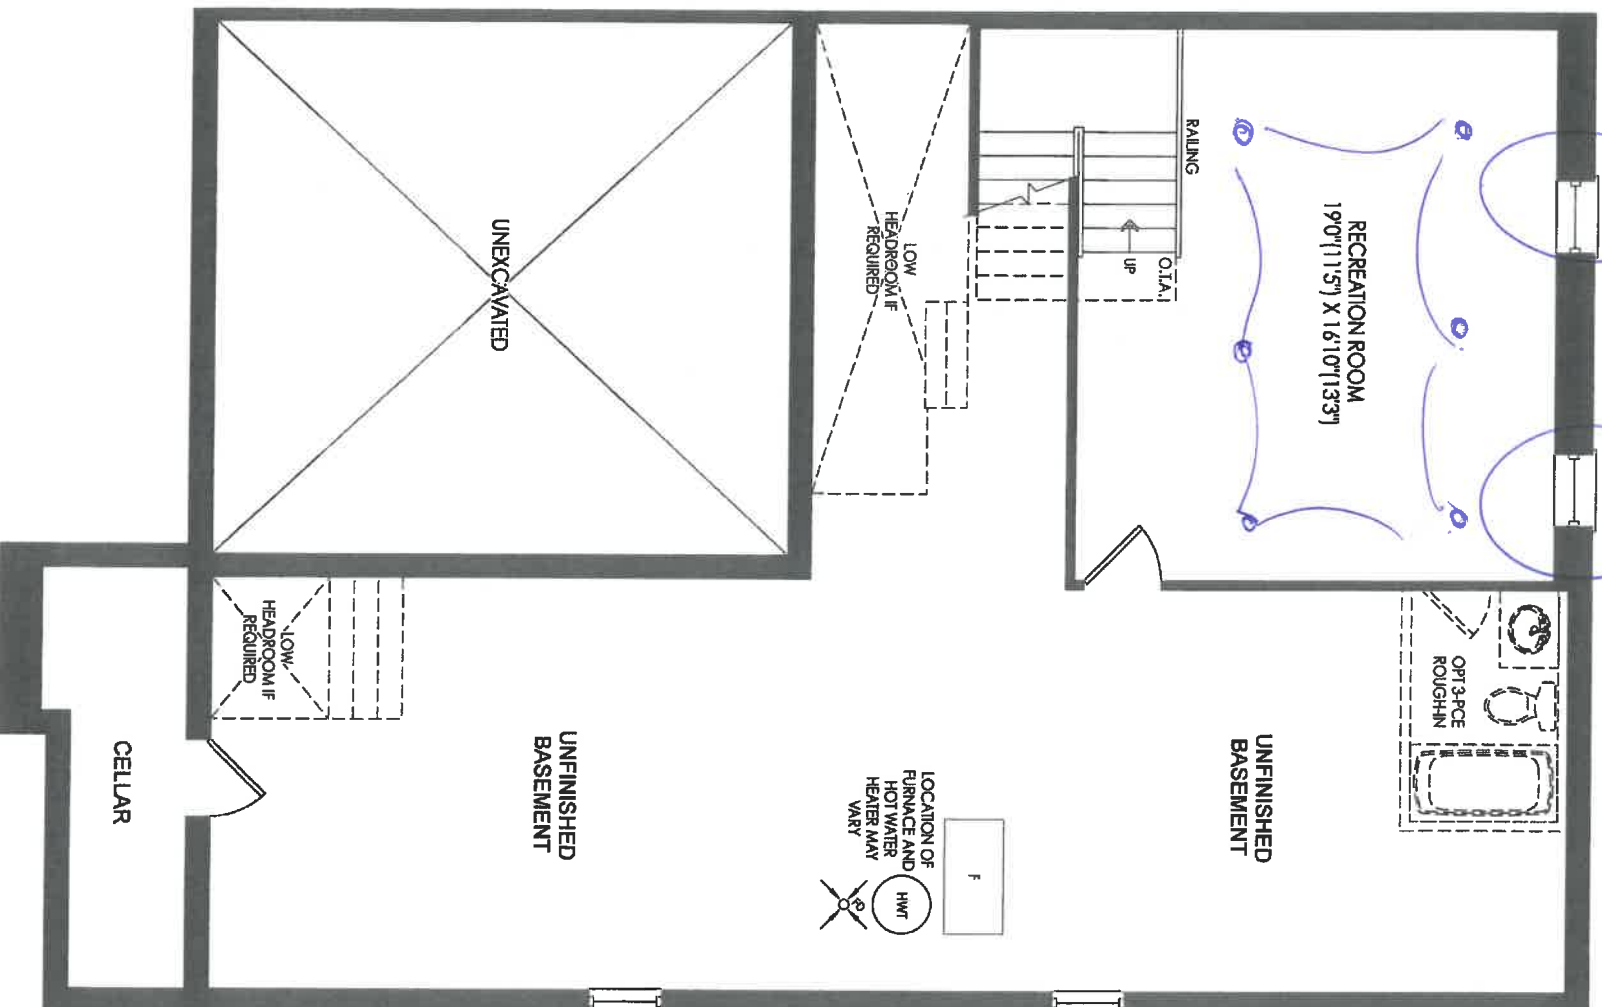 RAILING
RECREATION ROOM
19'0"(11'5") X 16'10"(13'3")
UP
O.T.A.
LOW
HEADROOM IF
REQUIRED
UNEXCAVATED
OPT 3-PCE
ROUGH-IN
UNFINISHED
BASEMENT
LOCATION OF
FURNACE AND
HOT WATER
HEATER MAY
VARY
F
HWT
FD
UNFINISHED
BASEMENT
LOW
HEADROOM IF
REQUIRED
CELLAR